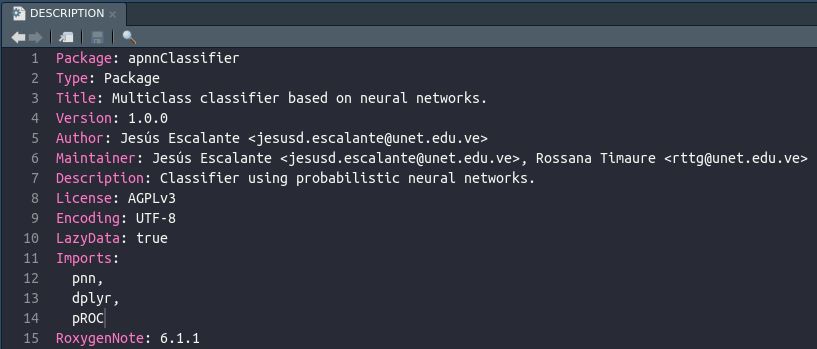 DESCRIPTION
1 Package: apnnClassifier
2 Type: Package
3 Title: Multiclass classifier based on neural networks.
4 Version: 1.0.0
5 Author: Jesús Escalante <jesusd.escalante@unet.edu.ve>
6 Maintainer: Jesús Escalante <jesusd.escalante@unet.edu.ve>, Rossana Timaure <rttg@unet.edu.ve>
7 Description: Classifier using probabilistic neural networks.
8 License: AGPLv3
9 Encoding: UTF-8
10 LazyData: true
11 Imports:
12 pnn,
13 dplyr,
14 pROC
15 RoxygenNote: 6.1.1